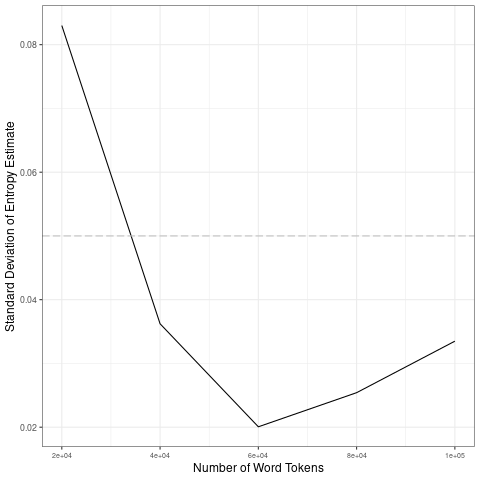 Standard Deviation of Entropy Estimate
0.08
0.06
0.04
0.02
2e+04 4e+04 6e+04 8e+04 1e+05
Number of Word Tokens